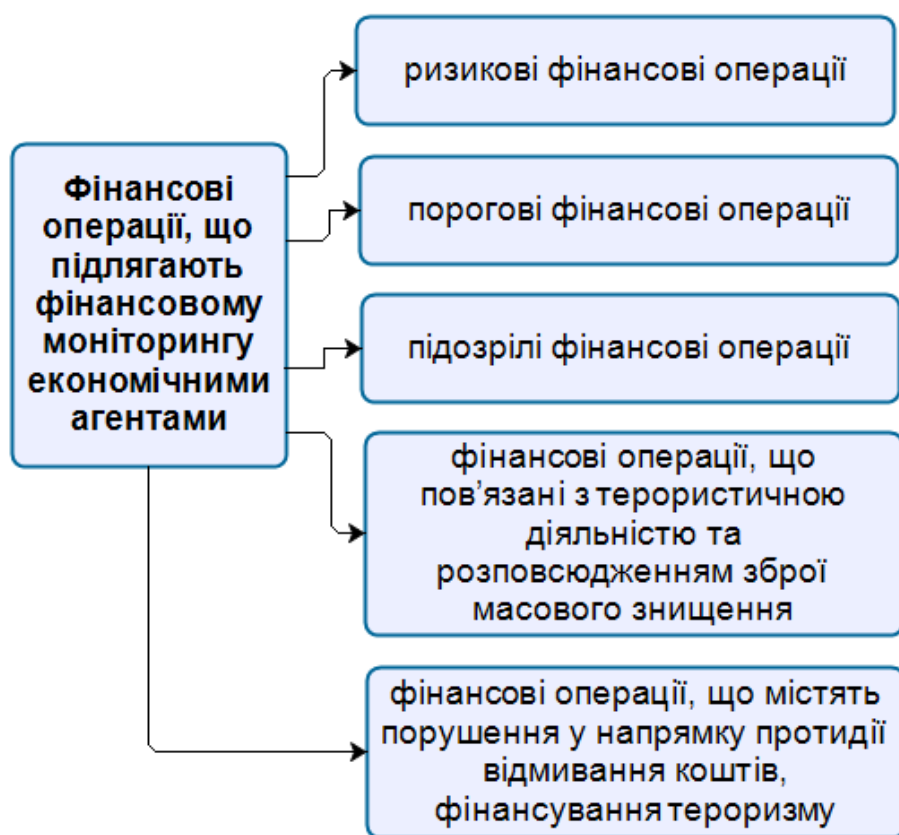 Фінансові
операції, що
підлягають
фінансовому
моніторингу
економічними
агентами
ризикові фінансові операції
порогові фінансові операції
підозрілі фінансові операції
фінансові операції, що
пов’язані з терористичною
діяльністю та
розповсюдженням зброї
масового знищення
фінансові операції, що містять
порушення у напрямку протидії
відмивання коштів,
фінансування тероризму